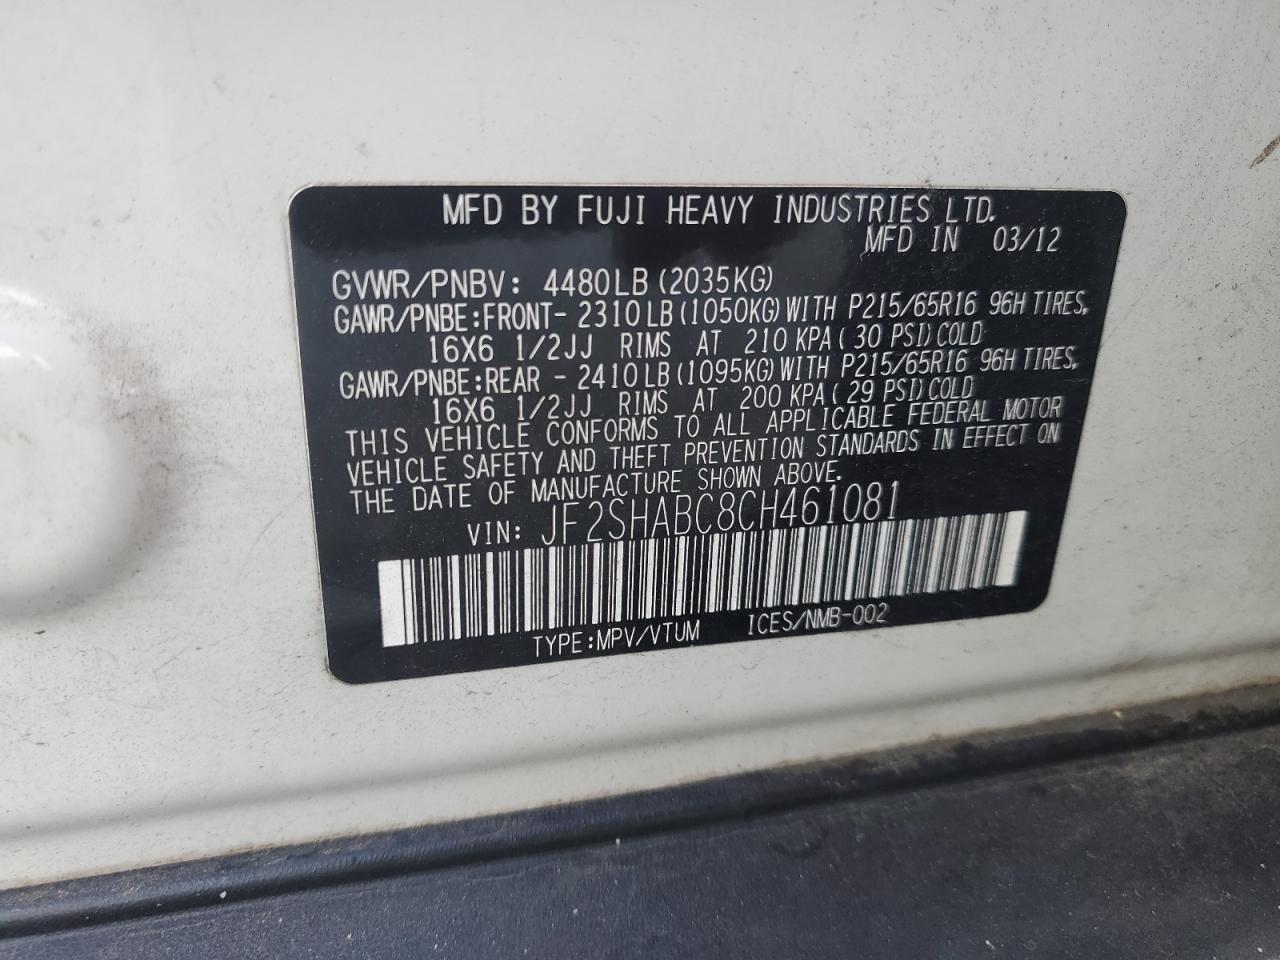 MFD BY FUJI HEAVY INDUSTRIES LTD.
MFD IN 03/12
GVWR/PNBV: 4480LB (2035KG)
GAWR/PNBE:FRONT- 2310LB (1050KG) WITH P215/65R16 96H TIRES,
16X6 1/2JJ RIMS AT 210 KPA ( 30 PSI) COLD
GAWR/PNBE:REAR - 2410LB (1095KG) WITH P215/65R16 96H TIRES,
16X6 1/2JJ RIMS AT 200 KPA ( 29 PSI) COLD
THIS VEHICLE CONFORMS TO ALL APPLICABLE FEDERAL MOTOR
VEHICLE SAFETY AND THEFT PREVENTION STANDARDS IN EFFECT ON
THE DATE OF MANUFACTURE SHOWN ABOVE.
VIN: JF2SHABC8CH461081
TYPE:MPV/VTUM ICES/NMB-002